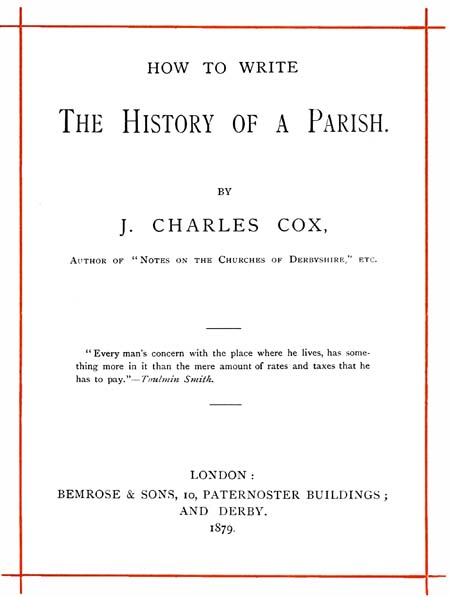 HOW TO WRITE
THE HISTORY OF A PARISH.
BY
J. CHARLES COX,
AUTHOR OF "NOTES ON THE CHURCHES OF DERBYSHIRE," ETC.
"Every man's concern with the place where he lives, has some-
thing more in it than the mere amount of rates and taxes that he
has to pay."—Toulmin Smith.
LONDON:
BEMROSE & SONS, 10, PATERNOSTER BUILDINGS;
AND DERBY.
1879.